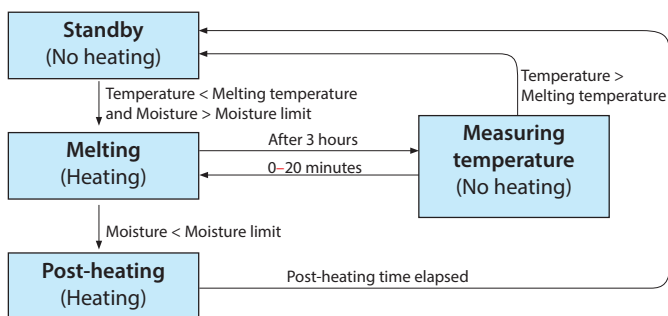 Standby
(No heating)
Temperature < Melting temperature
and Moisture > Moisture limit
Temperature >
Melting temperature
Melting
(Heating)
After 3 hours
0–20 minutes
Measuring
temperature
(No heating)
Moisture < Moisture limit
Post-heating
(Heating)
Post-heating time elapsed